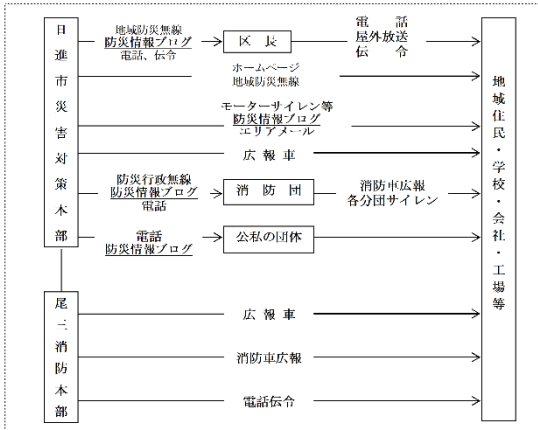 日進市災害対策本部
地域防災無線
防災情報ブログ
電話、伝令
区長
電話
屋外放送
伝令
ホームページ
地域防災無線
モーターサイレン等
防災情報ブログ
エリアメール
広報車
防災行政無線
防災情報ブログ
電話
消防団
消防車広報
各分団サイレン
電話
防災情報ブログ
公私の団体
地域住民・学校・会社・工場等
尾三消防本部
広報車
消防車広報
電話伝令